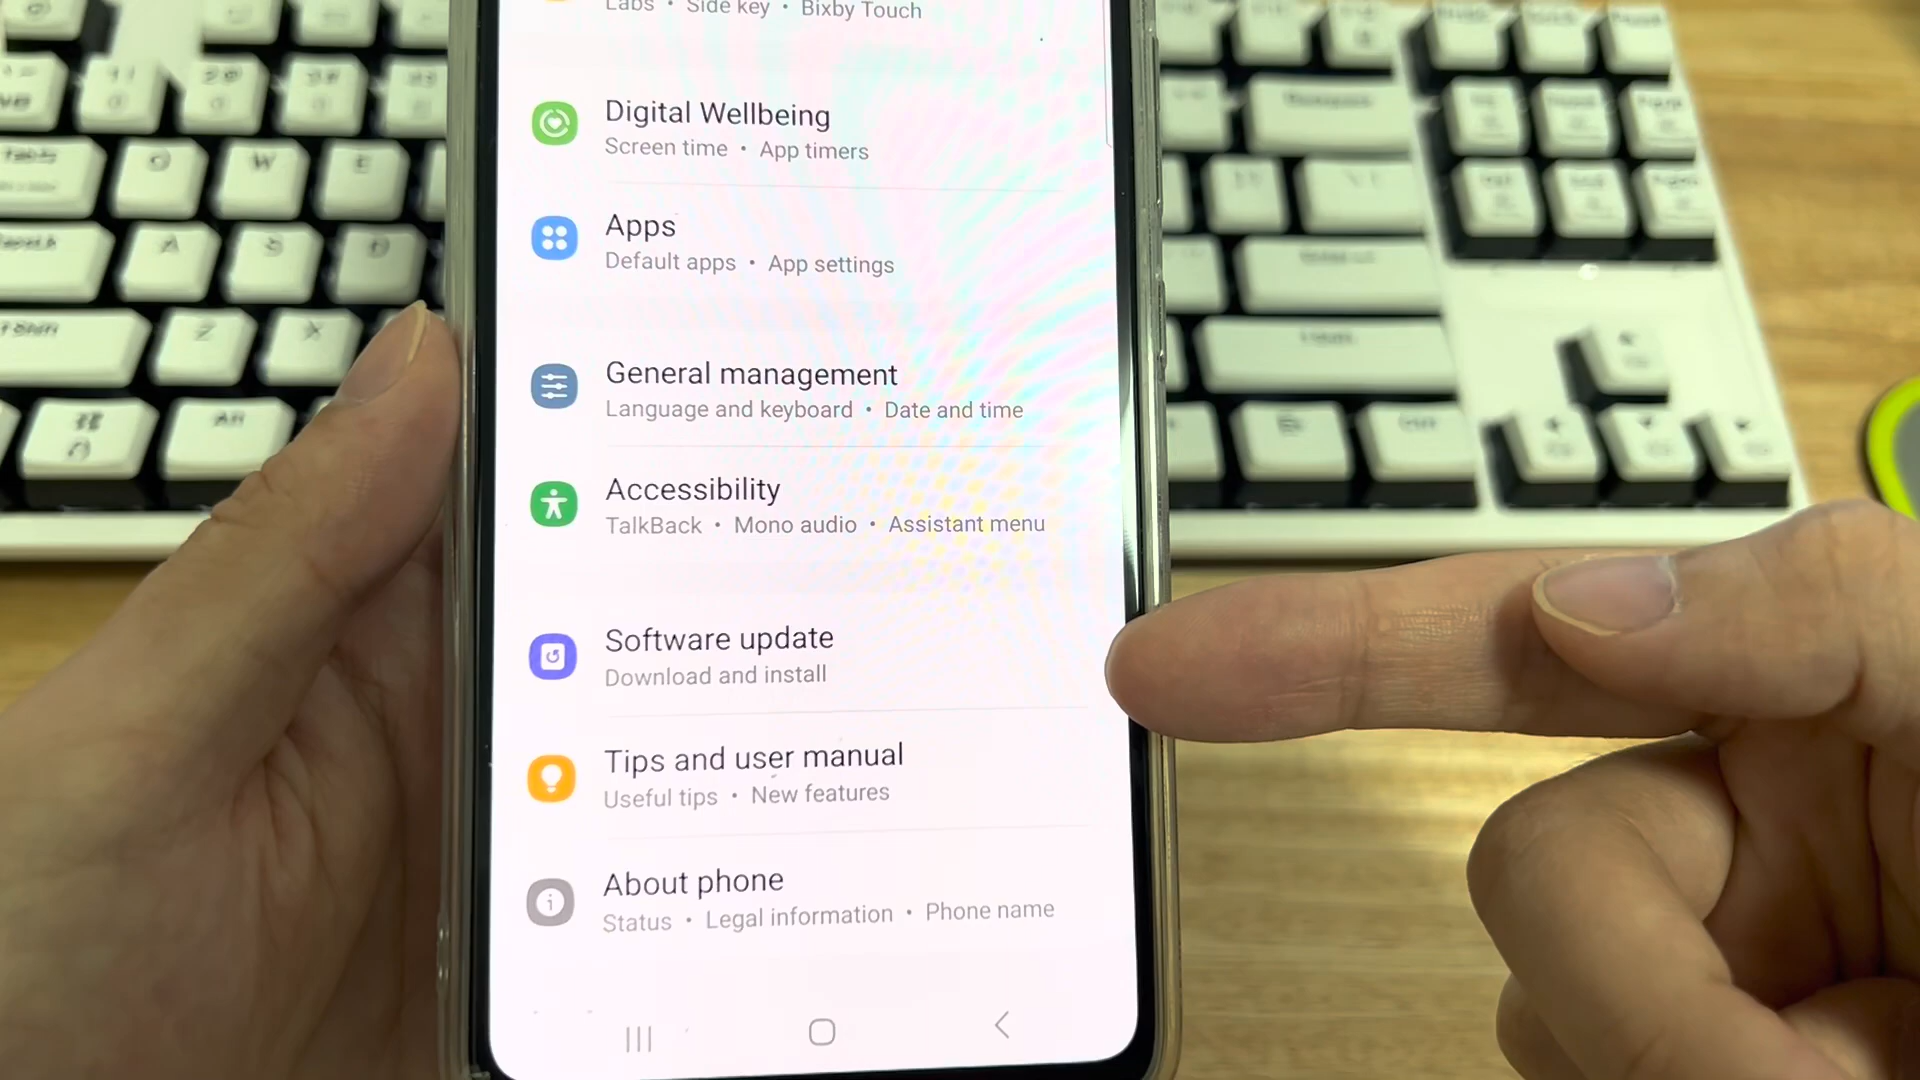 Labs • Side key • Bixby Touch
Digital Wellbeing
Screen time • App timers
Apps
Default apps • App settings
General management
Language and keyboard • Date and time
Accessibility
TalkBack • Mono audio • Assistant menu
Software update
Download and install
Tips and user manual
Useful tips • New features
About phone
Status • Legal information • Phone name
W
E
A
S
D
Z
X
Alt